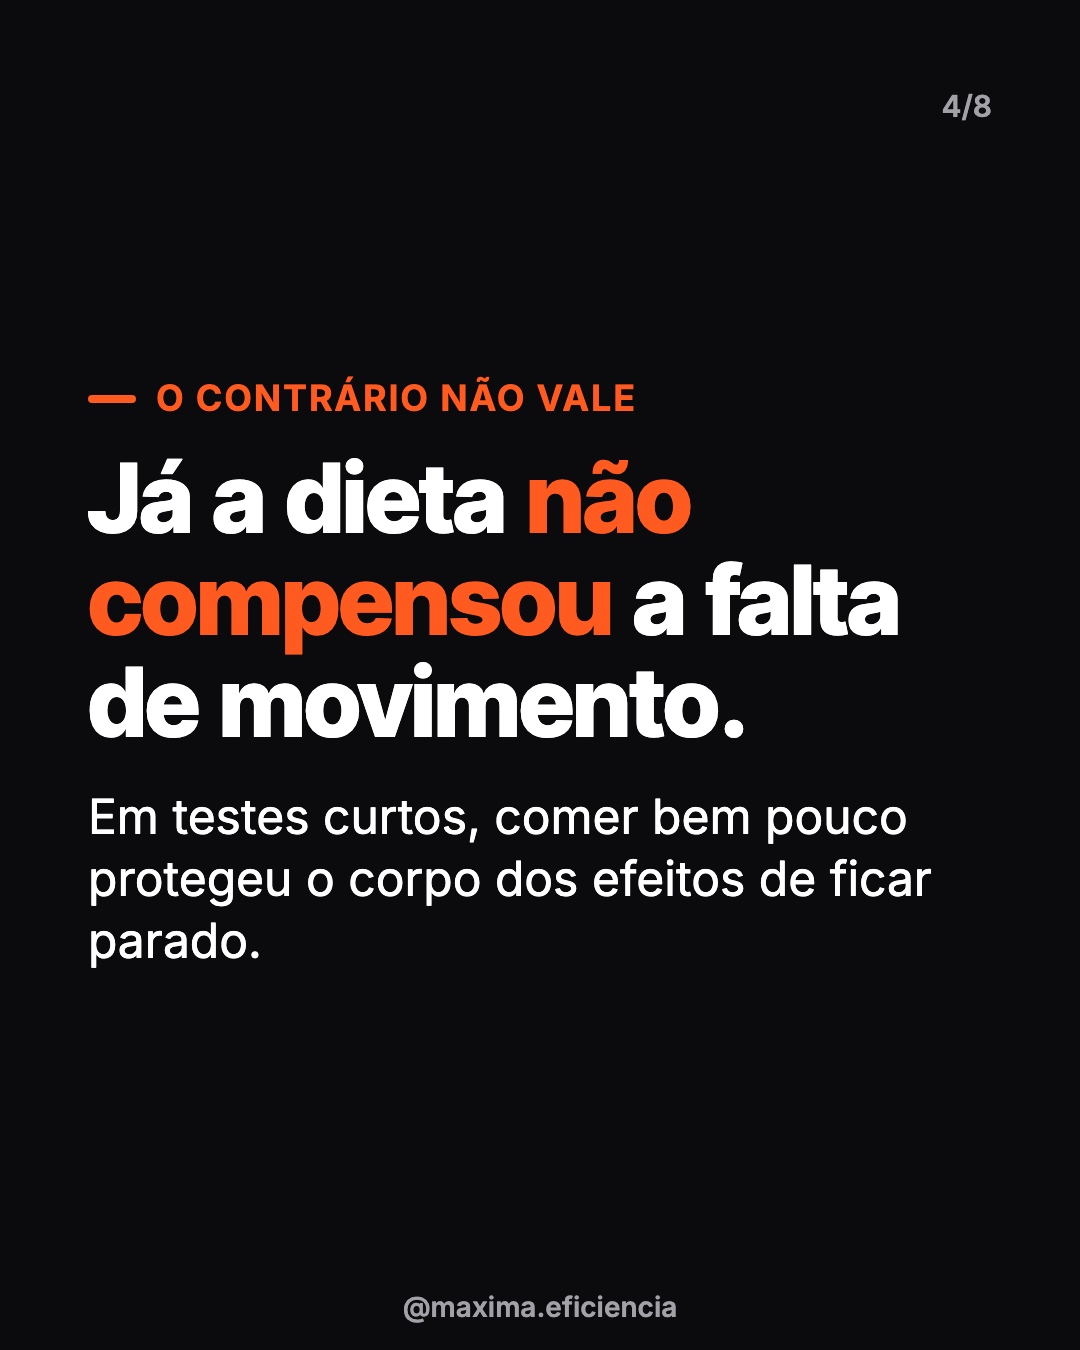 4/8
O CONTRÁRIO NÃO VALE
Já a dieta não
compensou a falta
de movimento.
Em testes curtos, comer bem pouco
protegeu o corpo dos efeitos de ficar
parado.
@maxima.eficiencia